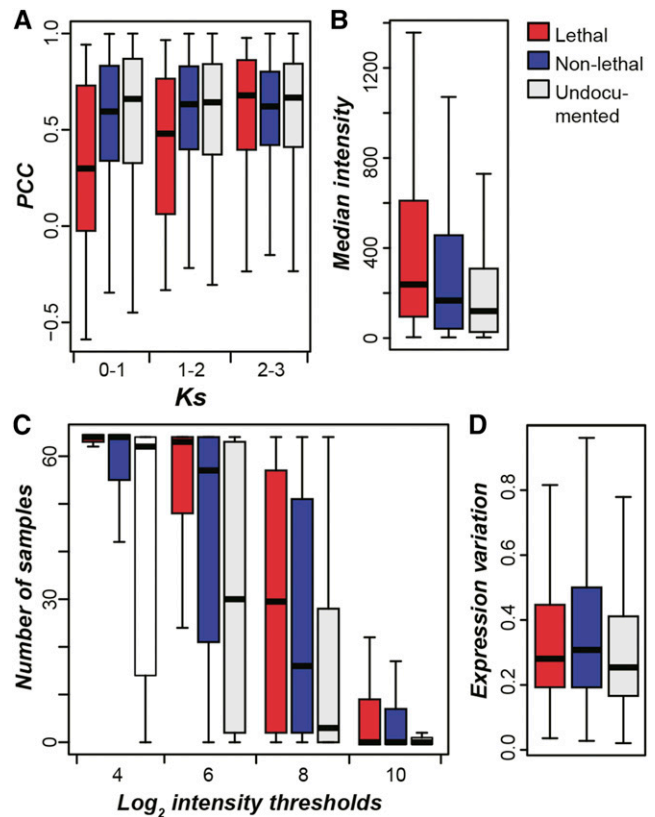 A
PCC
1.0
0.5
0.0
−0.5
0-1
1-2
2-3
Ks
B
Median intensity
1200
800
400
0
Lethal
Non-lethal
Undocu-
mented
C
Number of samples
60
30
0
4
6
8
10
Log2 intensity thresholds
D
Expression variation
0.8
0.6
0.4
0.2
0.0